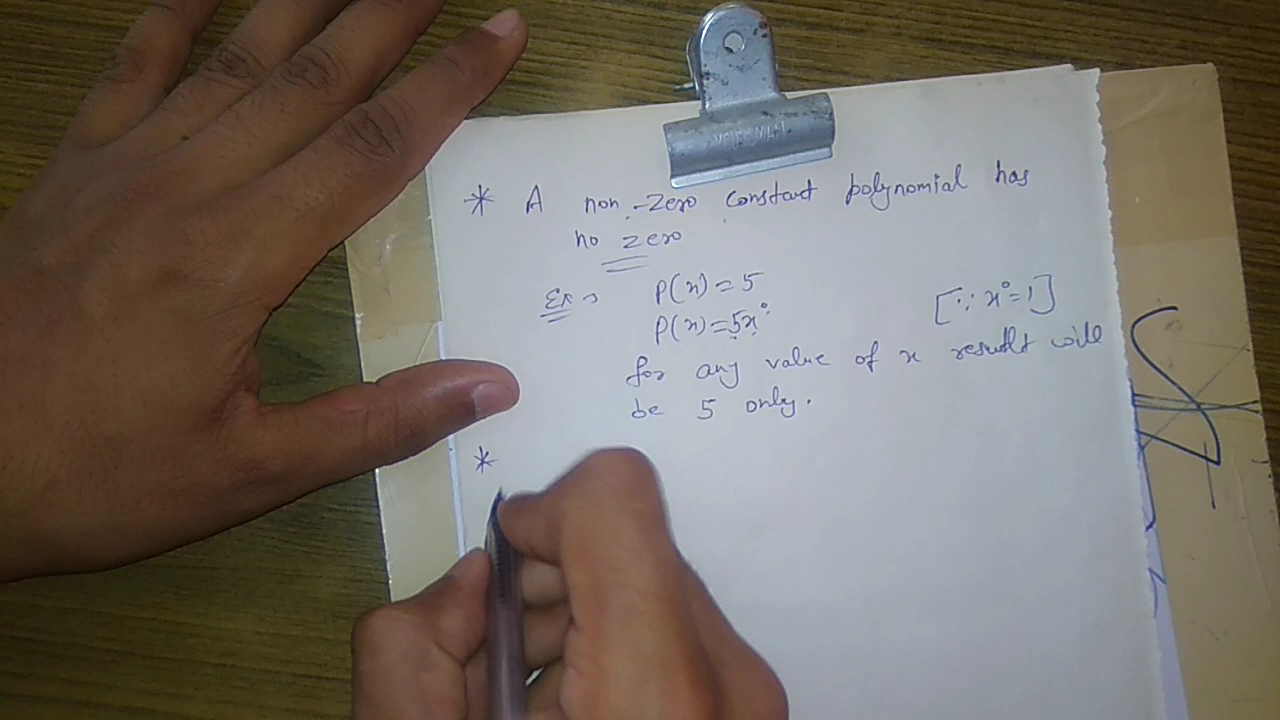 * A non-zero constant polynomial has
no zero
Ex → P(x) = 5
P(x) = 5x° [∵ x° = 1]
for any value of x result will
be 5 only.
*